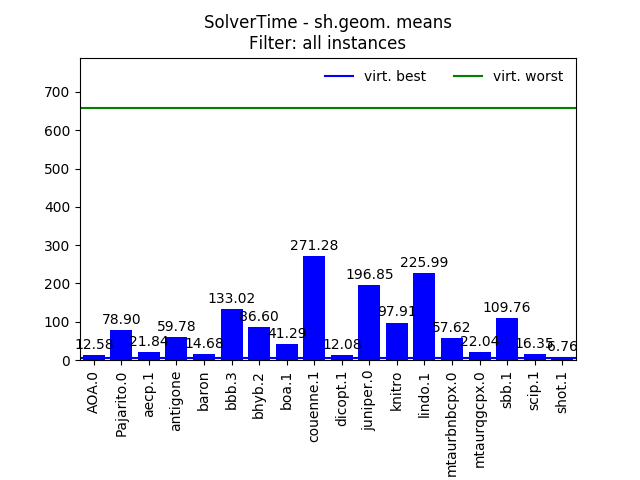 SolverTime - sh.geom. means
Filter: all instances
virt. best
virt. worst
700
600
500
400
300
200
100
0
12.58
78.90
21.84
59.78
14.68
133.02
86.60
41.29
271.28
12.08
196.85
97.91
225.99
57.62
22.04
109.76
16.35
6.76
AOA.0
Pajarito.0
aecp.1
antigone
baron
bbb.3
bhyb.2
boa.1
couenne.1
dicopt.1
juniper.0
knitro
lindo.1
mtaurbnbcpx.0
mtaurqgcpx.0
sbb.1
scip.1
shot.1